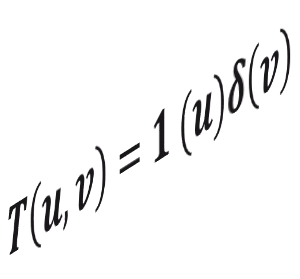 T(u,v) = 1(u)δ(v)